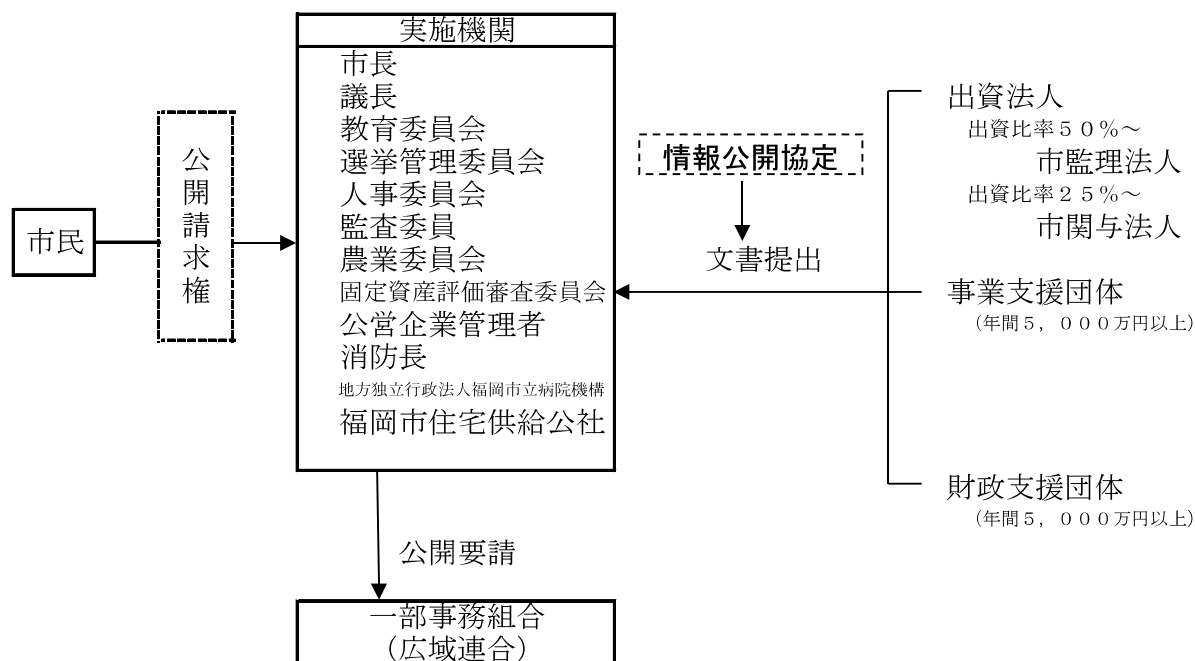 市民
公開請求権
実施機関
市長
議長
教育委員会
選挙管理委員会
人事委員会
監査委員
農業委員会
固定資産評価審査委員会
公営企業管理者
消防長
地方独立行政法人福岡市立病院機構
福岡市住宅供給公社
公開要請
一部事務組合
（広域連合）
情報公開協定
文書提出
出資法人
出資比率５０％～
市監理法人
出資比率２５％～
市関与法人
事業支援団体
（年間５，０００万円以上）
財政支援団体
（年間５，０００万円以上）